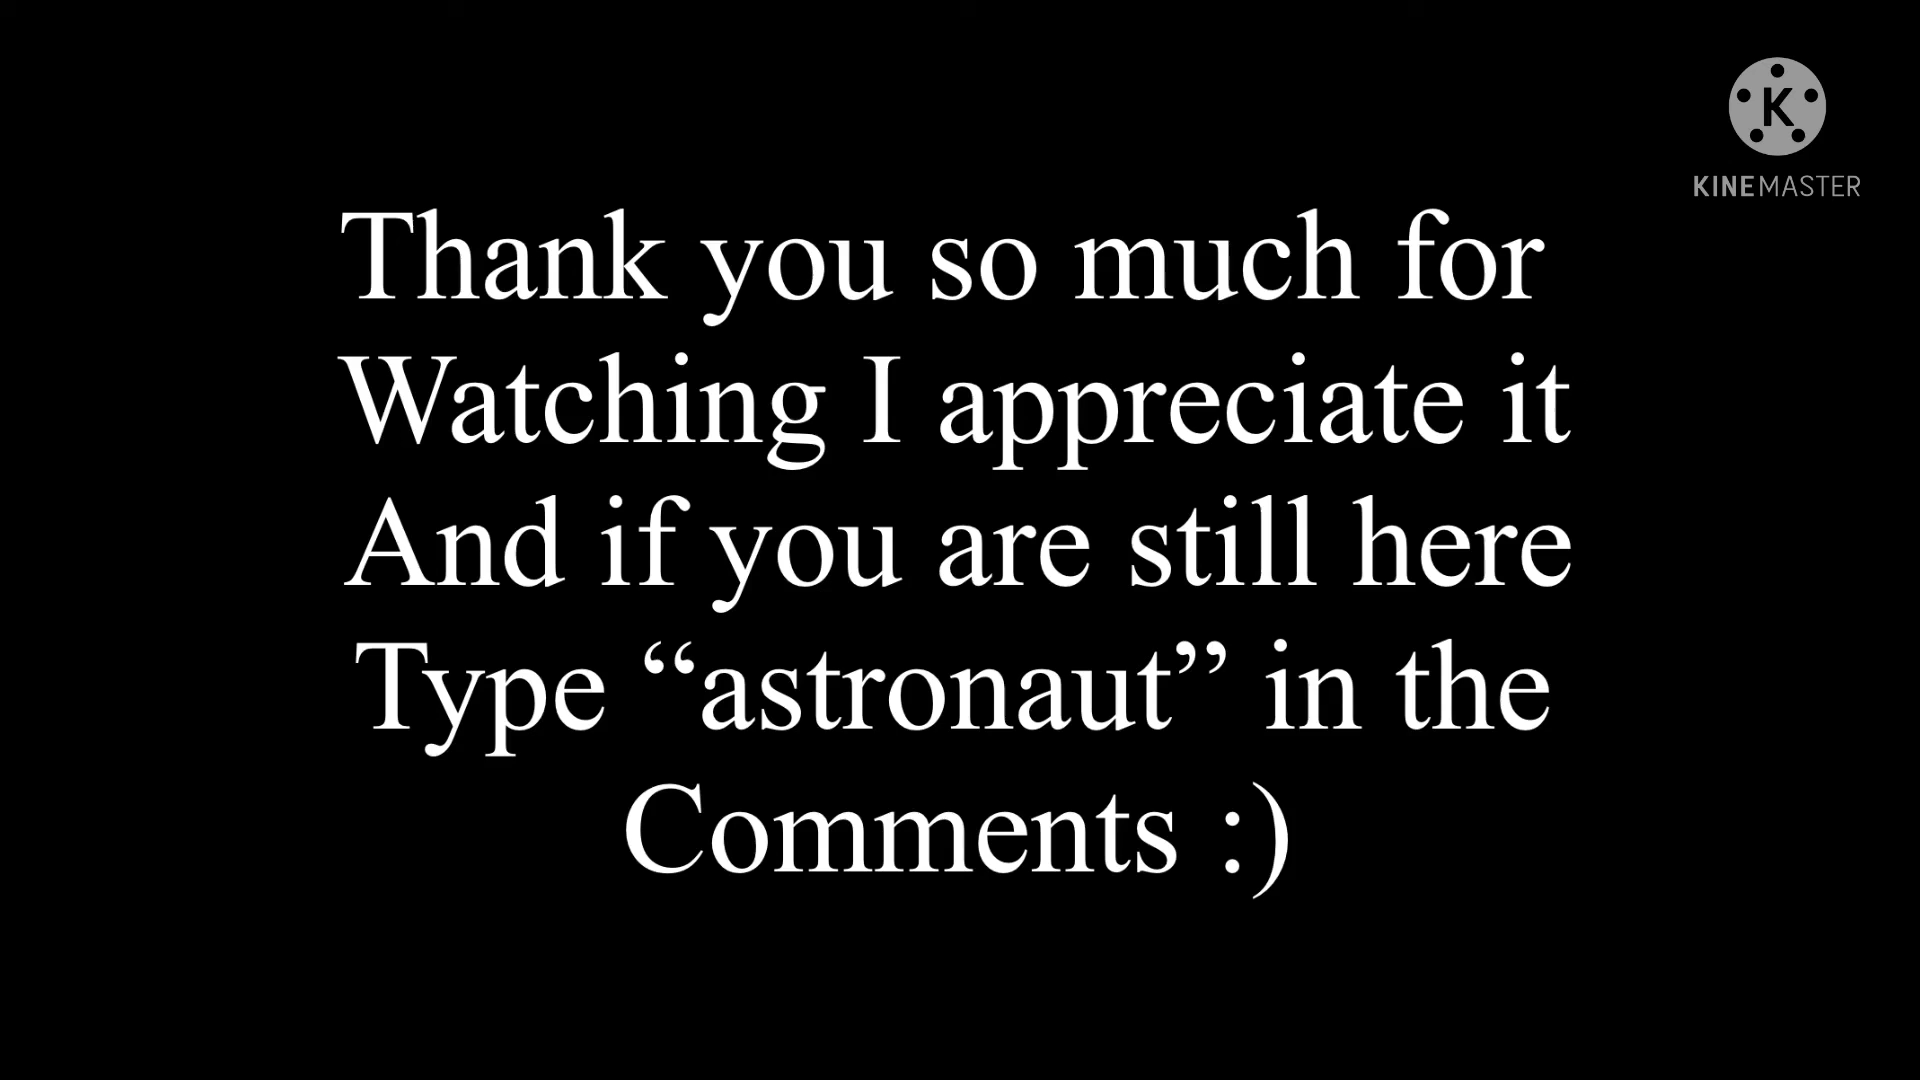 K
KINEMASTER
Thank you so much for
Watching I appreciate it
And if you are still here
Type “astronaut” in the
Comments :)